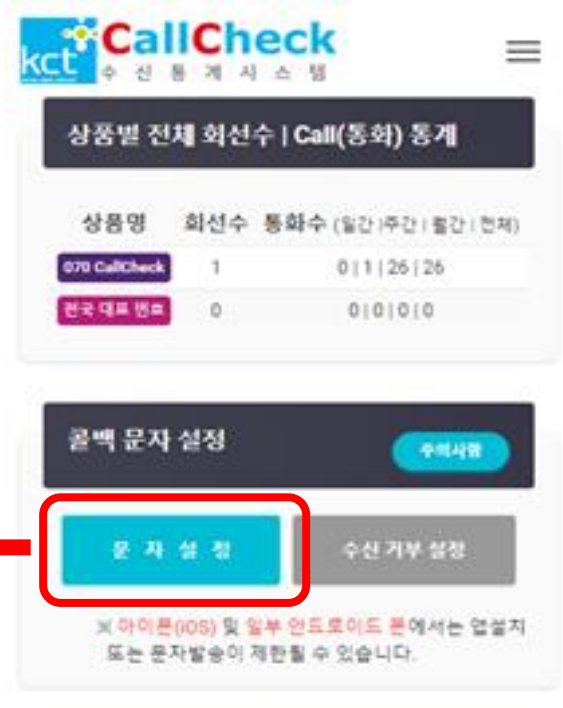 kct CallCheck
수신통계시스템
상품별 전체 회선수 | Call(통화) 통계
상품명 회선수 통화수 (일간 |주간 | 월간 | 전체)
070 CallCheck 1 0 | 1 | 26 | 26
전국 대표 번호 0 0 | 0 | 0 | 0
콜백 문자 설정 주의사항
문 자 설 정 수신 거부 설정
※ 아이폰(iOS) 및 일부 안드로이드 폰에서는 앱설치
또는 문자발송이 제한될 수 있습니다.